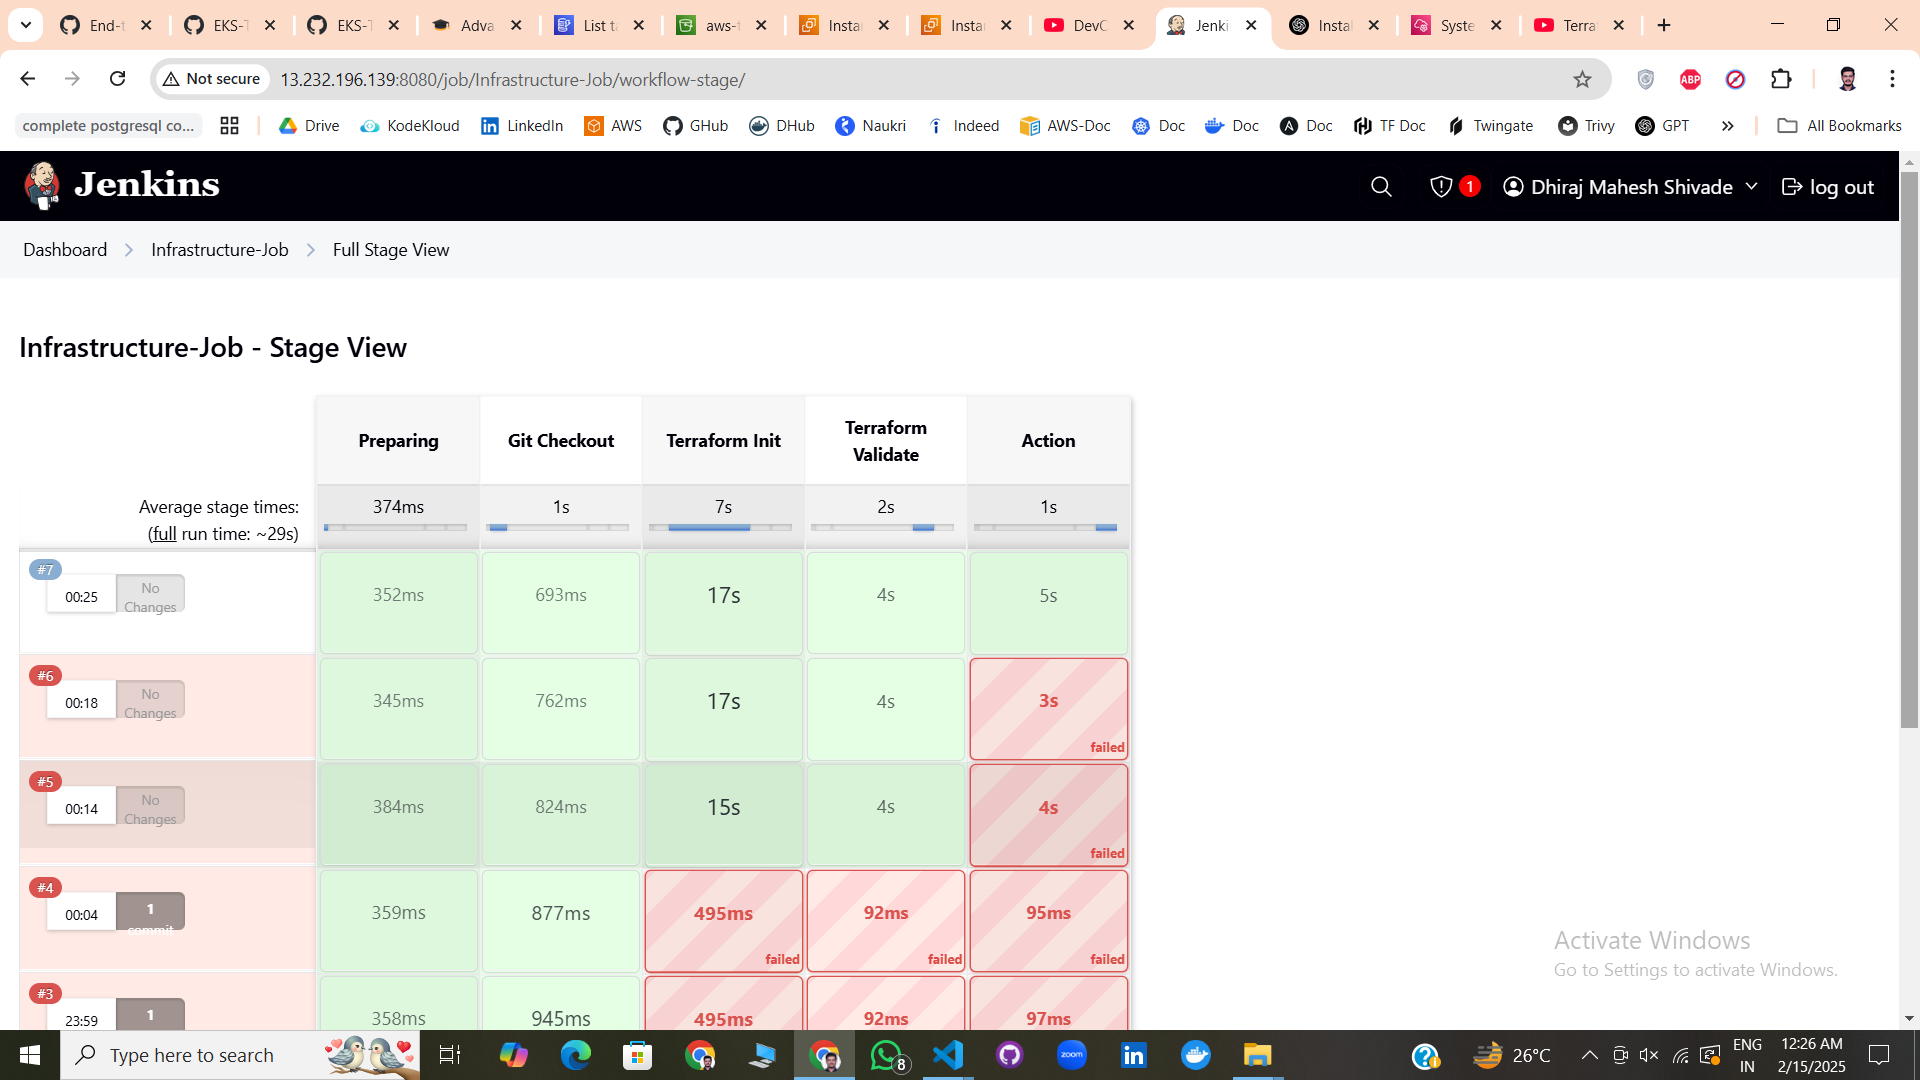 End-t
EKS-T
EKS-T
Adva
List ta
aws-t
Instan
Instan
DevO
Jenki
Instal
Syste
Terra
Not secure
13.232.196.139:8080/job/Infrastructure-Job/workflow-stage/
ABP
complete postgresql co...
Drive
KodeKloud
LinkedIn
AWS
GHub
DHub
Naukri
Indeed
AWS-Doc
Doc
Doc
Doc
TF Doc
Twingate
Trivy
GPT
All Bookmarks
Jenkins
1
Dhiraj Mahesh Shivade
log out
Dashboard
Infrastructure-Job
Full Stage View
Infrastructure-Job - Stage View
Preparing
Git Checkout
Terraform Init
Terraform
Validate
Action
Average stage times:
(full run time: ~29s)
374ms
1s
7s
2s
1s
#7
00:25
No
Changes
352ms
693ms
17s
4s
5s
#6
00:18
No
Changes
345ms
762ms
17s
4s
3s
failed
#5
00:14
No
Changes
384ms
824ms
15s
4s
4s
failed
#4
00:04
1
commit
359ms
877ms
495ms
failed
92ms
failed
95ms
failed
#3
23:59
1
358ms
945ms
495ms
92ms
97ms
Activate Windows
Go to Settings to activate Windows.
Type here to search
8
zoom
26°C
ENG
IN
12:26 AM
2/15/2025